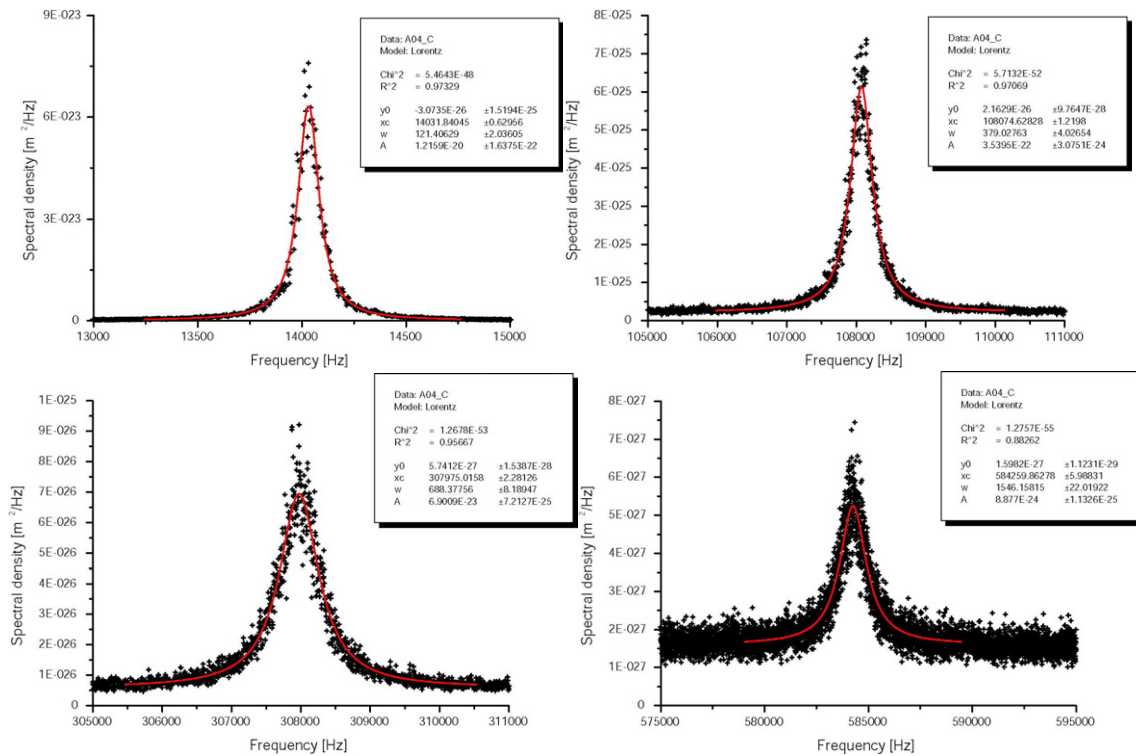 9E-023
6E-023
3E-023
0
Spectral density [m²/Hz]
13000 13500 14000 14500 15000
Frequency [Hz]
Data: A04_C
Model: Lorentz
Chi^2 = 5.4643E-48
R^2 = 0.97329
y0 -3.0735E-26 ±1.5194E-25
xc 14031.84045 ±0.62956
w 121.40629 ±2.03605
A 1.2159E-20 ±1.6375E-22
8E-025
7E-025
6E-025
5E-025
4E-025
3E-025
2E-025
1E-025
0
Spectral density [m²/Hz]
105000 106000 107000 108000 109000 110000 111000
Frequency [Hz]
Data: A04_C
Model: Lorentz
Chi^2 = 5.7132E-52
R^2 = 0.97069
y0 2.1629E-26 ±9.7647E-28
xc 108074.62828 ±1.2198
w 379.02763 ±4.02654
A 3.5395E-22 ±3.0751E-24
1E-025
9E-026
8E-026
7E-026
6E-026
5E-026
4E-026
3E-026
2E-026
1E-026
0
Spectral density [m²/Hz]
305000 306000 307000 308000 309000 310000 311000
Frequency [Hz]
Data: A04_C
Model: Lorentz
Chi^2 = 1.2678E-53
R^2 = 0.95667
y0 5.7412E-27 ±1.5387E-28
xc 307975.0158 ±2.28126
w 688.37756 ±8.18947
A 6.9009E-23 ±7.2127E-25
8E-027
7E-027
6E-027
5E-027
4E-027
3E-027
2E-027
1E-027
0
Spectral density [m²/Hz]
575000 580000 585000 590000 595000
Frequency [Hz]
Data: A04_C
Model: Lorentz
Chi^2 = 1.2757E-55
R^2 = 0.88262
y0 1.5982E-27 ±1.1231E-29
xc 584259.86278 ±5.98831
w 1546.15815 ±22.01922
A 8.877E-24 ±1.1326E-25